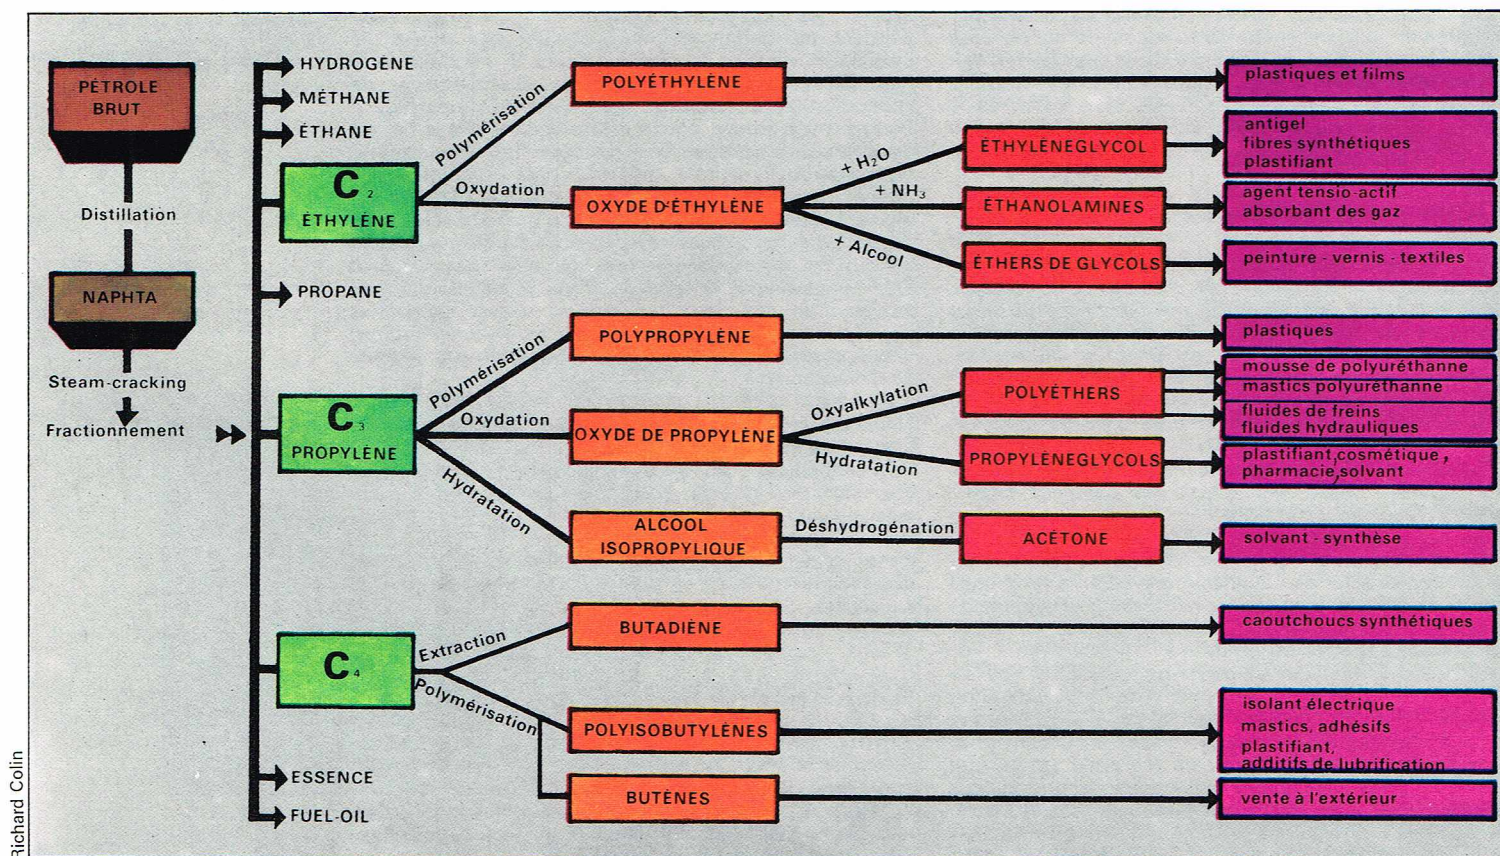 PÉTROLE
BRUT
Distillation
NAPHTA
Steam-cracking
Fractionnement
HYDROGÈNE
MÉTHANE
ÉTHANE
C2
ÉTHYLÈNE
PROPANE
C3
PROPYLÈNE
C4
ESSENCE
FUEL-OIL
Polymérisation
Oxydation
POLYÉTHYLÈNE
OXYDE D'ÉTHYLÈNE
+ H2O
+ NH3
+ Alcool
ÉTHYLÈNEGLYCOL
ÉTHANOLAMINES
ÉTHERS DE GLYCOLS
plastiques et films
antigel
fibres synthétiques
plastifiant
agent tensio-actif
absorbant des gaz
peinture - vernis - textiles
Polymérisation
Oxydation
Hydratation
POLYPROPYLÈNE
OXYDE DE PROPYLÈNE
ALCOOL
ISOPROPYLIQUE
Oxyalkylation
Hydratation
Déshydrogénation
POLYÉTHERS
PROPYLÈNEGLYCOLS
ACÉTONE
plastiques
mousse de polyuréthanne
mastics polyuréthanne
fluides de freins
fluides hydrauliques
plastifiant,cosmétique,
pharmacie,solvant
solvant - synthèse
Extraction
Polymérisation
BUTADIÈNE
POLYISOBUTYLÈNES
BUTÈNES
caoutchoucs synthétiques
isolant électrique
mastics, adhésifs
plastifiant,
additifs de lubrification
vente à l'extérieur
Richard Colin